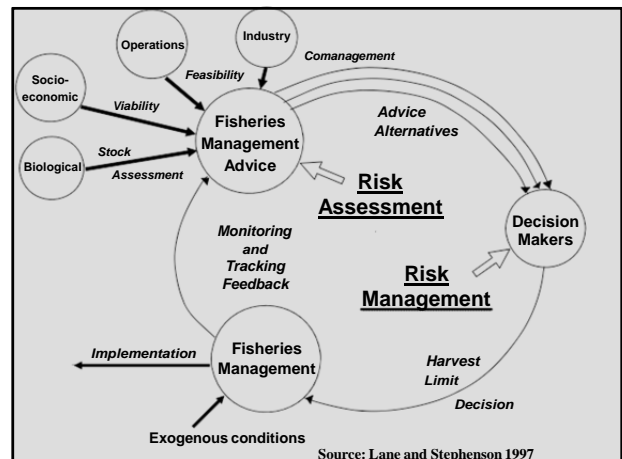 Industry
Operations
Comanagement
Feasibility
Socio-
economic
Viability
Fisheries
Management
Advice
Advice
Alternatives
Biological
Stock
Assessment
Risk
Assessment
Decision
Makers
Monitoring
and
Tracking
Feedback
Risk
Management
Implementation
Fisheries
Management
Harvest
Limit
Decision
Exogenous conditions
Source: Lane and Stephenson 1997